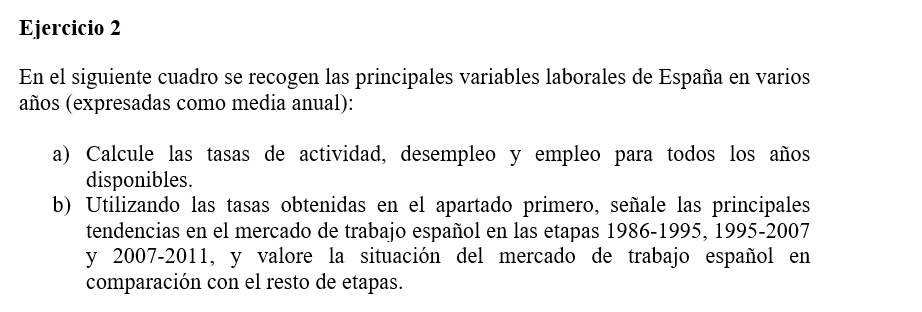 Ejercicio 2
En el siguiente cuadro se recogen las principales variables laborales de España en varios
años (expresadas como media anual):
a) Calcule las tasas de actividad, desempleo y empleo para todos los años
disponibles.
b) Utilizando las tasas obtenidas en el apartado primero, señale las principales
tendencias en el mercado de trabajo español en las etapas 1986-1995, 1995-2007
y 2007-2011, y valore la situación del mercado de trabajo español en
comparación con el resto de etapas.